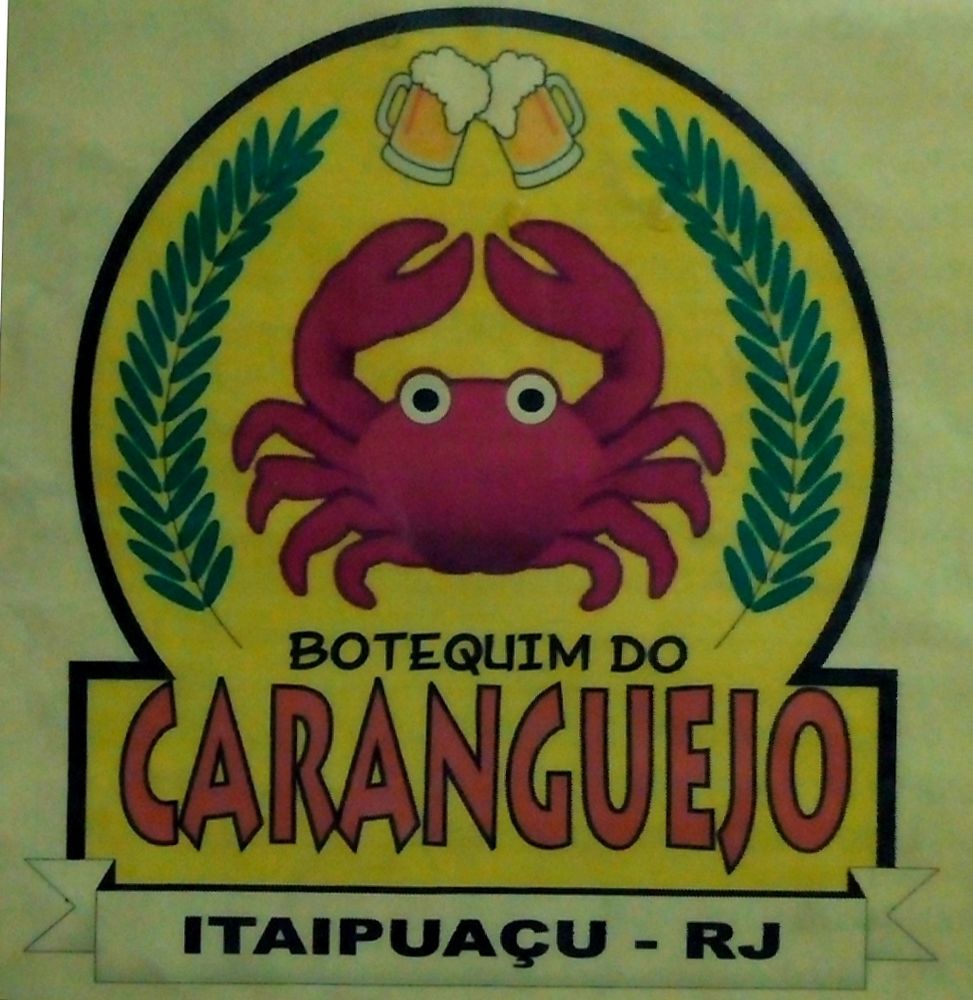 BOTEQUIM DO
CARANGUEJO
ITAIPUAÇU - RJ